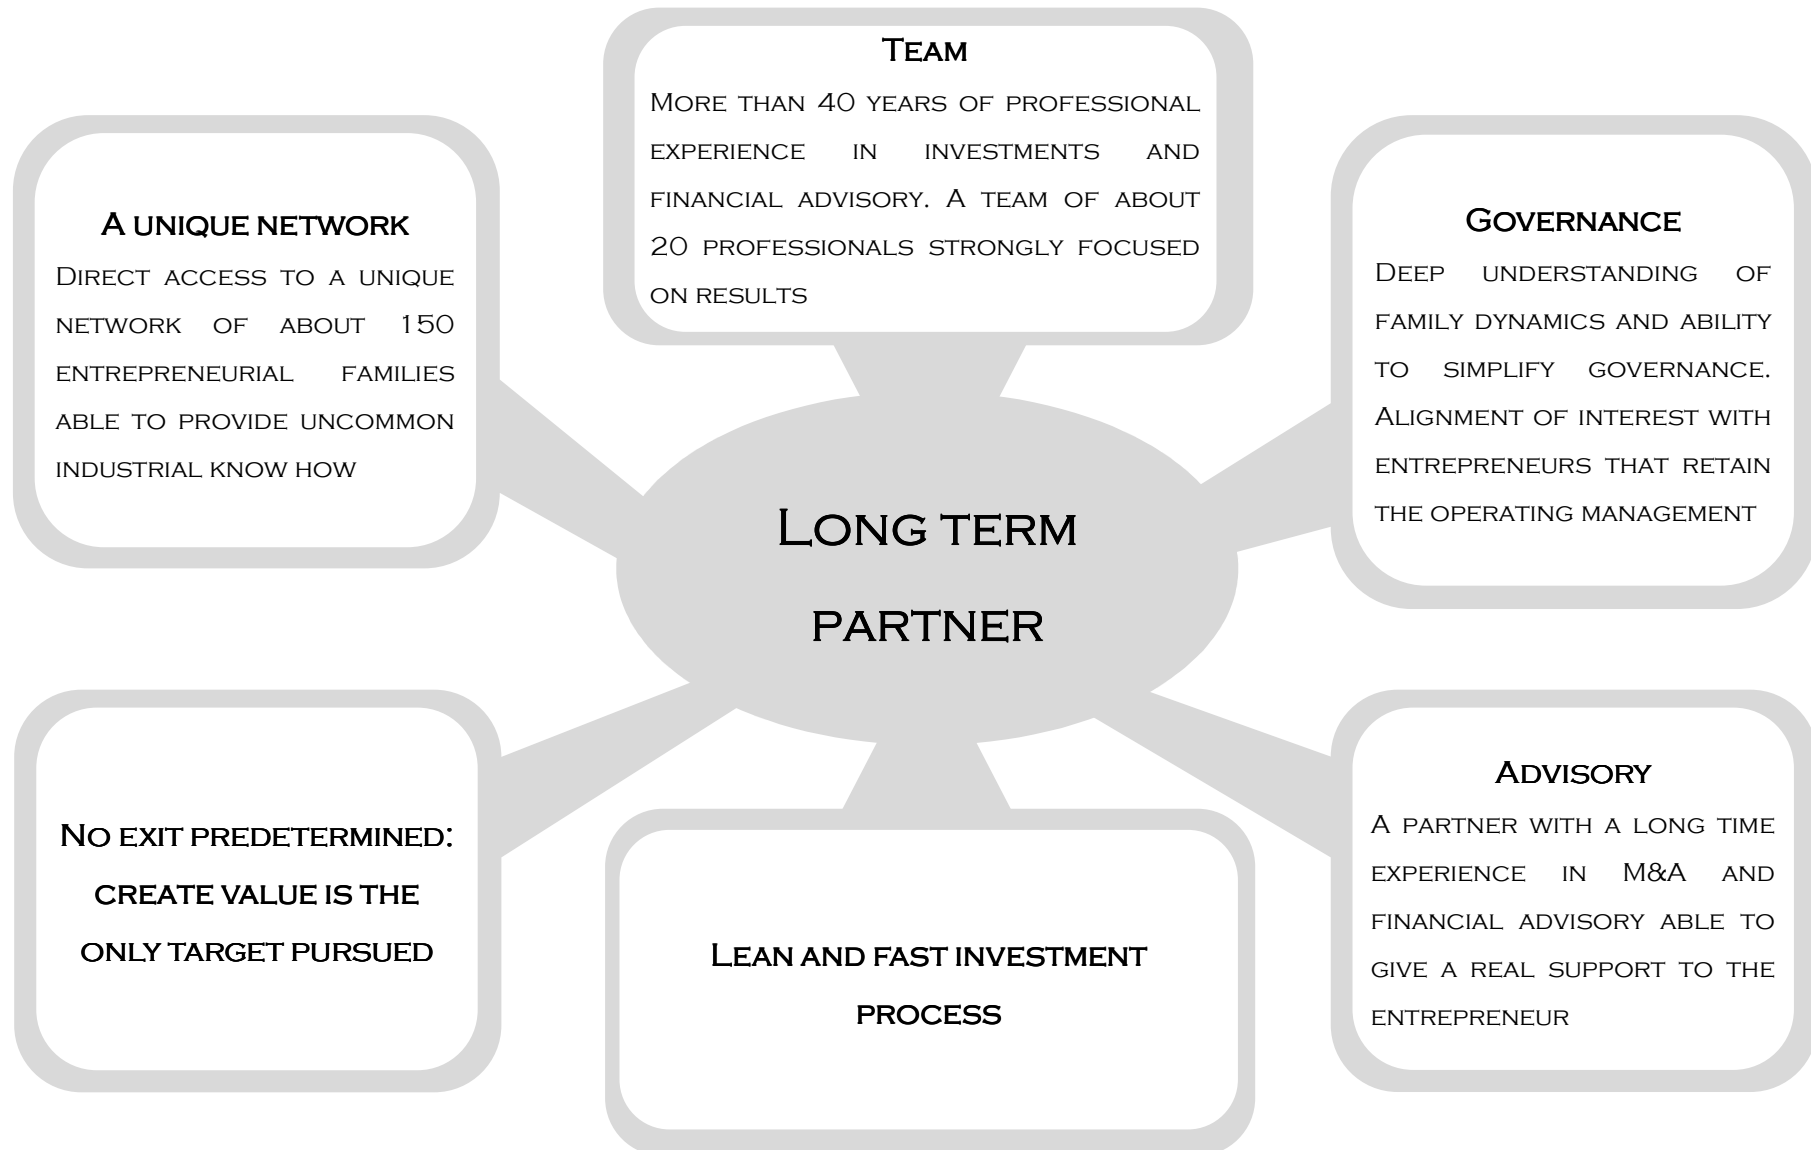 TEAM
MORE THAN 40 YEARS OF PROFESSIONAL
EXPERIENCE IN INVESTMENTS AND
FINANCIAL ADVISORY. A TEAM OF ABOUT
20 PROFESSIONALS STRONGLY FOCUSED
ON RESULTS
A UNIQUE NETWORK
DIRECT ACCESS TO A UNIQUE
NETWORK OF ABOUT 150
ENTREPRENEURIAL FAMILIES
ABLE TO PROVIDE UNCOMMON
INDUSTRIAL KNOW HOW
GOVERNANCE
DEEP UNDERSTANDING OF
FAMILY DYNAMICS AND ABILITY
TO SIMPLIFY GOVERNANCE.
ALIGNMENT OF INTEREST WITH
ENTREPRENEURS THAT RETAIN
THE OPERATING MANAGEMENT
LONG TERM
PARTNER
NO EXIT PREDETERMINED:
CREATE VALUE IS THE
ONLY TARGET PURSUED
LEAN AND FAST INVESTMENT
PROCESS
ADVISORY
A PARTNER WITH A LONG TIME
EXPERIENCE IN M&A AND
FINANCIAL ADVISORY ABLE TO
GIVE A REAL SUPPORT TO THE
ENTREPRENEUR